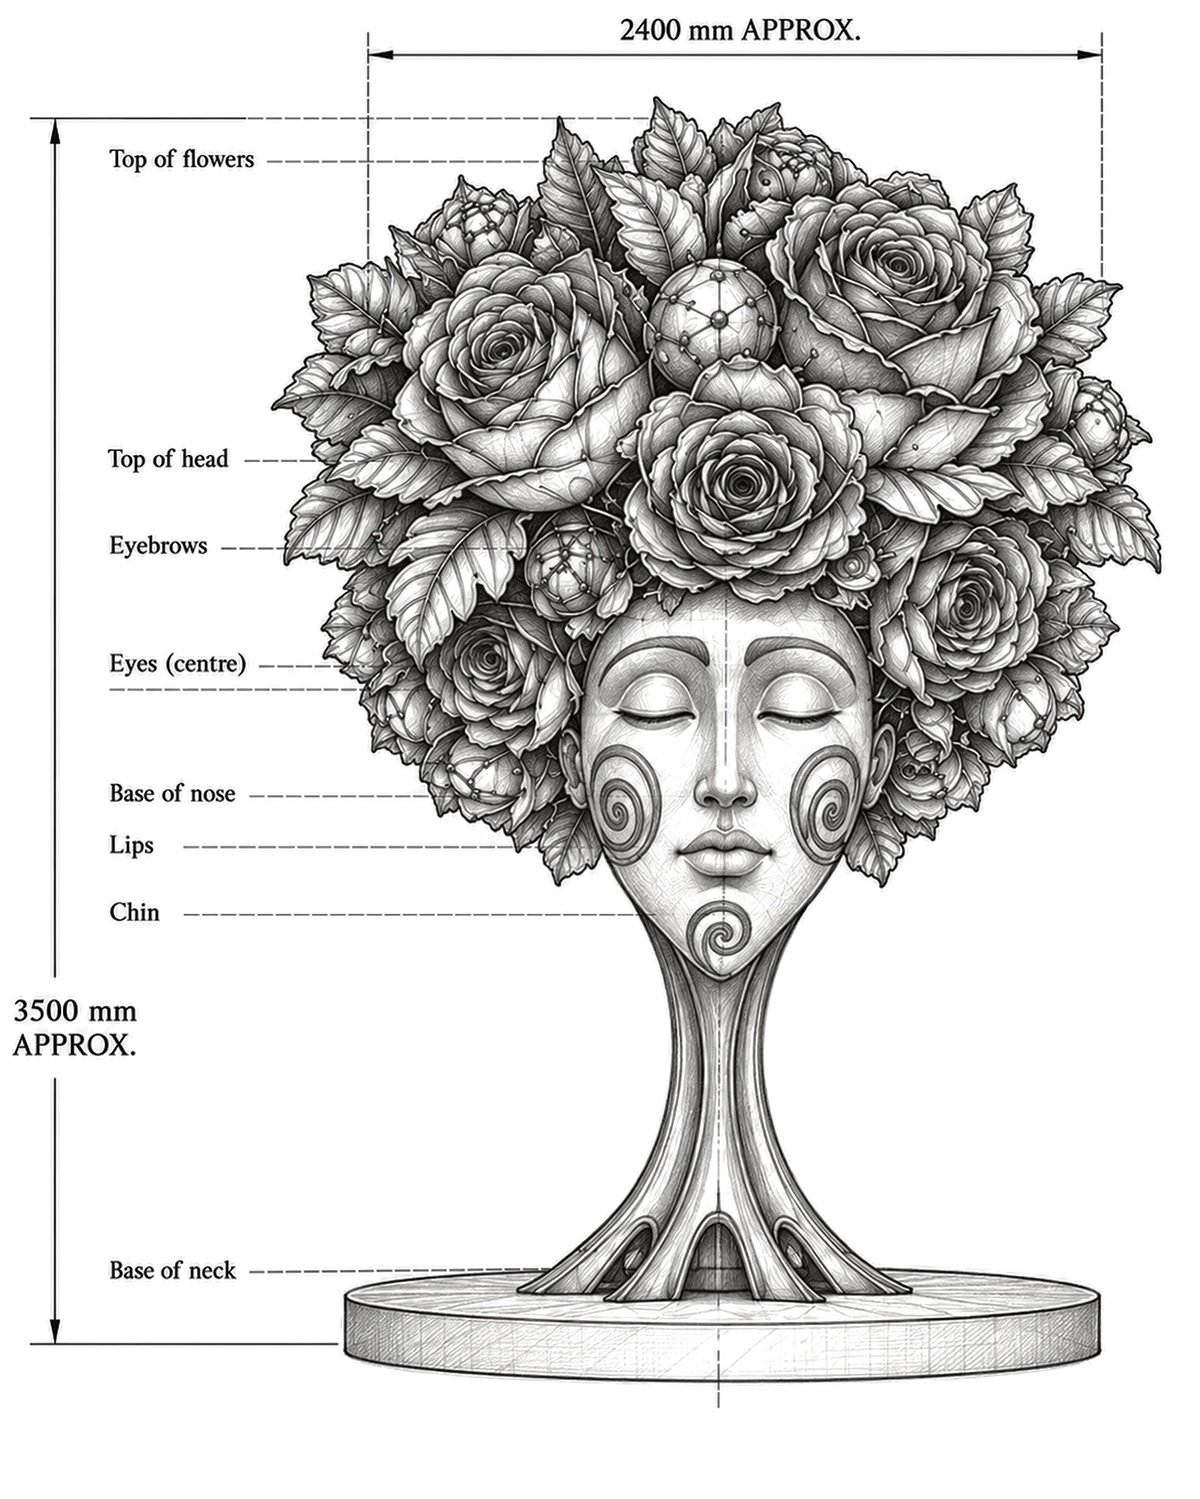 2400 mm APPROX.
Top of flowers
Top of head
Eyebrows
Eyes (centre)
Base of nose
Lips
Chin
3500 mm
APPROX.
Base of neck